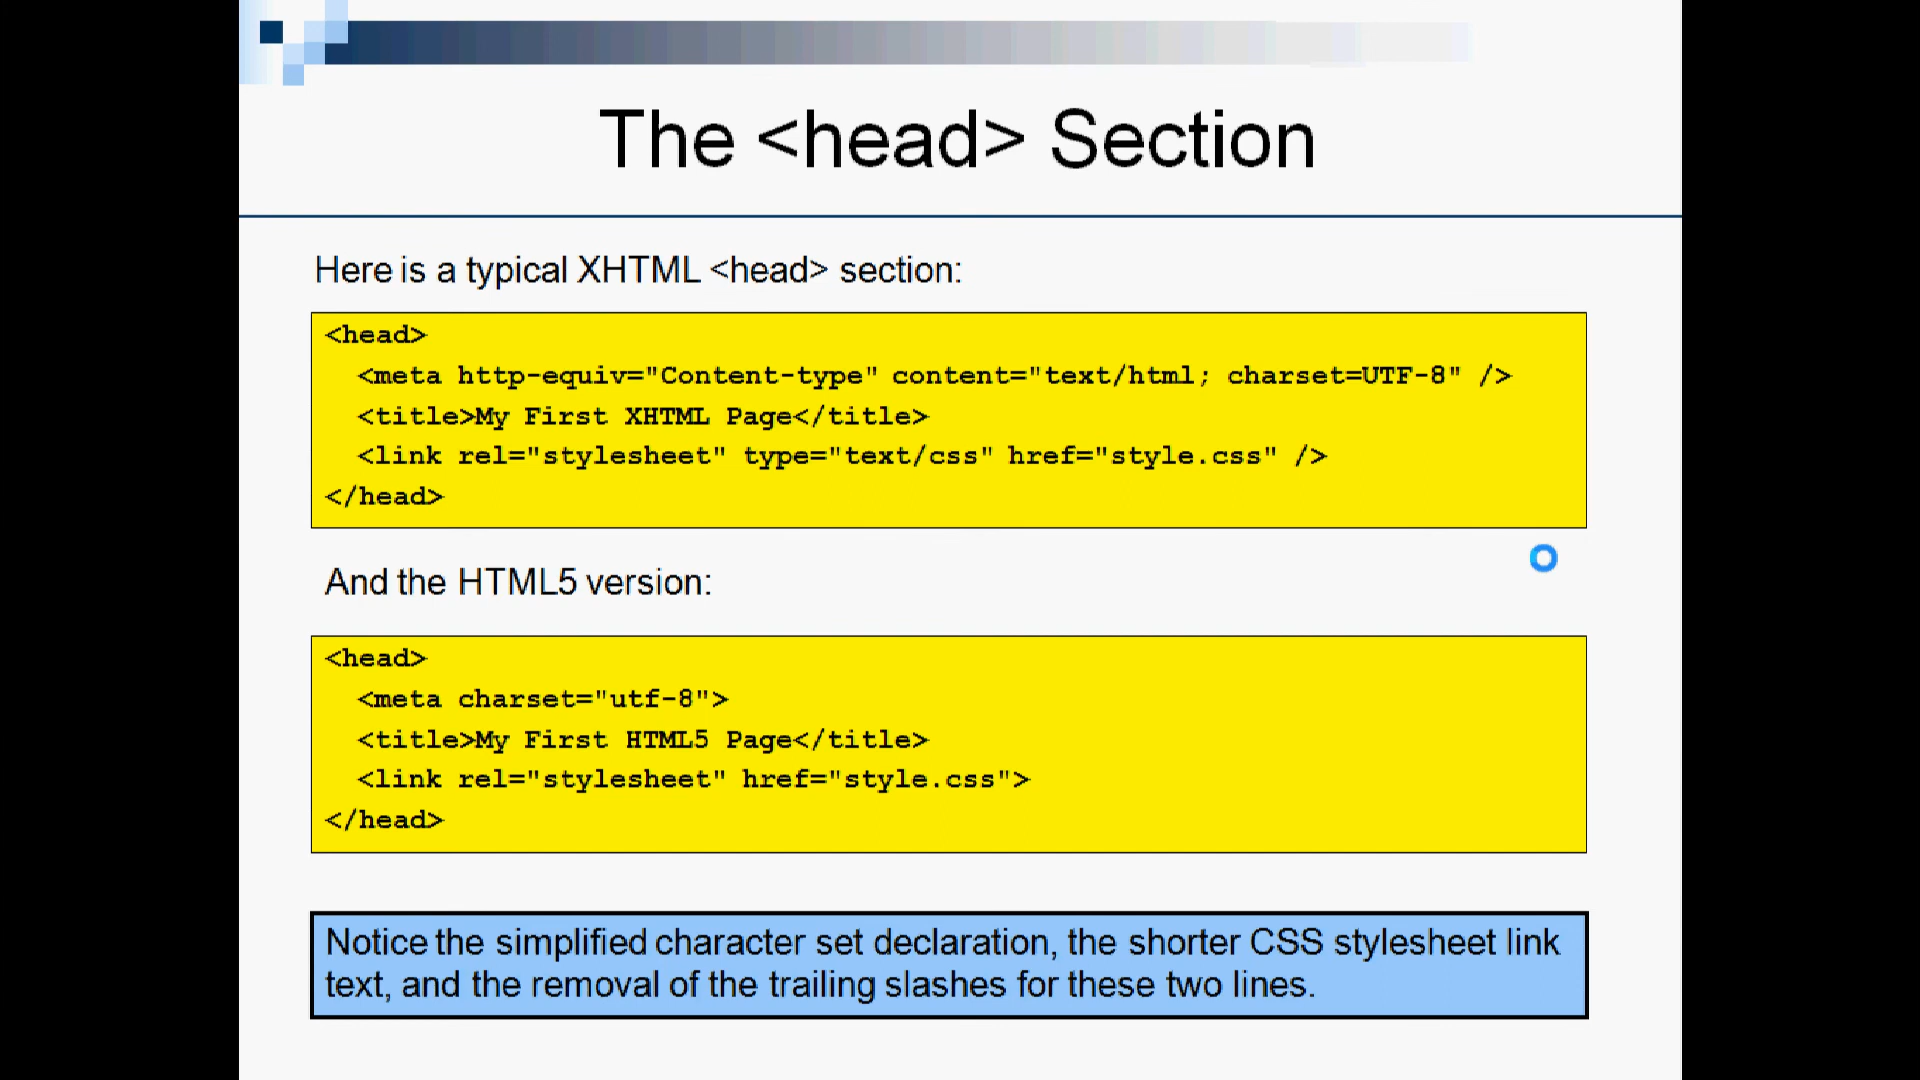 The <head> Section
Here is a typical XHTML <head> section:
<head>
<meta http-equiv="Content-type" content="text/html; charset=UTF-8" />
<title>My First XHTML Page</title>
<link rel="stylesheet" type="text/css" href="style.css" />
</head>
And the HTML5 version:
<head>
<meta charset="utf-8">
<title>My First HTML5 Page</title>
<link rel="stylesheet" href="style.css">
</head>
Notice the simplified character set declaration, the shorter CSS stylesheet link
text, and the removal of the trailing slashes for these two lines.